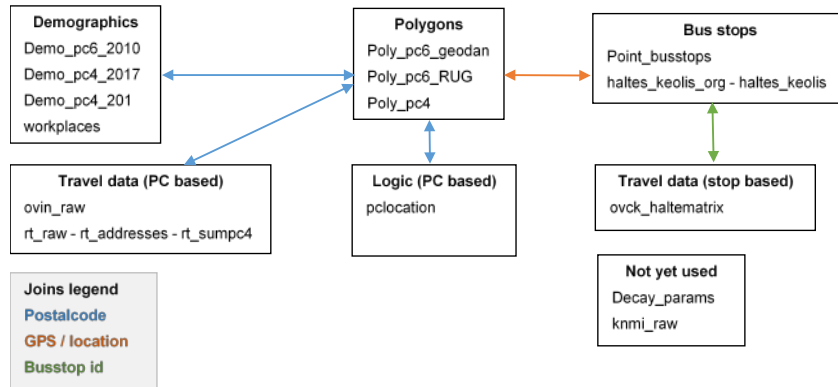 Demographics
Demo_pc6_2010
Demo_pc4_2017
Demo_pc4_201
workplaces
Polygons
Poly_pc6_geodan
Poly_pc6_RUG
Poly_pc4
Bus stops
Point_busstops
haltes_keolis_org - haltes_keolis
Travel data (PC based)
ovin_raw
rt_raw - rt_addresses - rt_sumpc4
Logic (PC based)
pclocation
Travel data (stop based)
ovck_haltematrix
Not yet used
Decay_params
knmi_raw
Joins legend
Postalcode
GPS / location
Busstop id